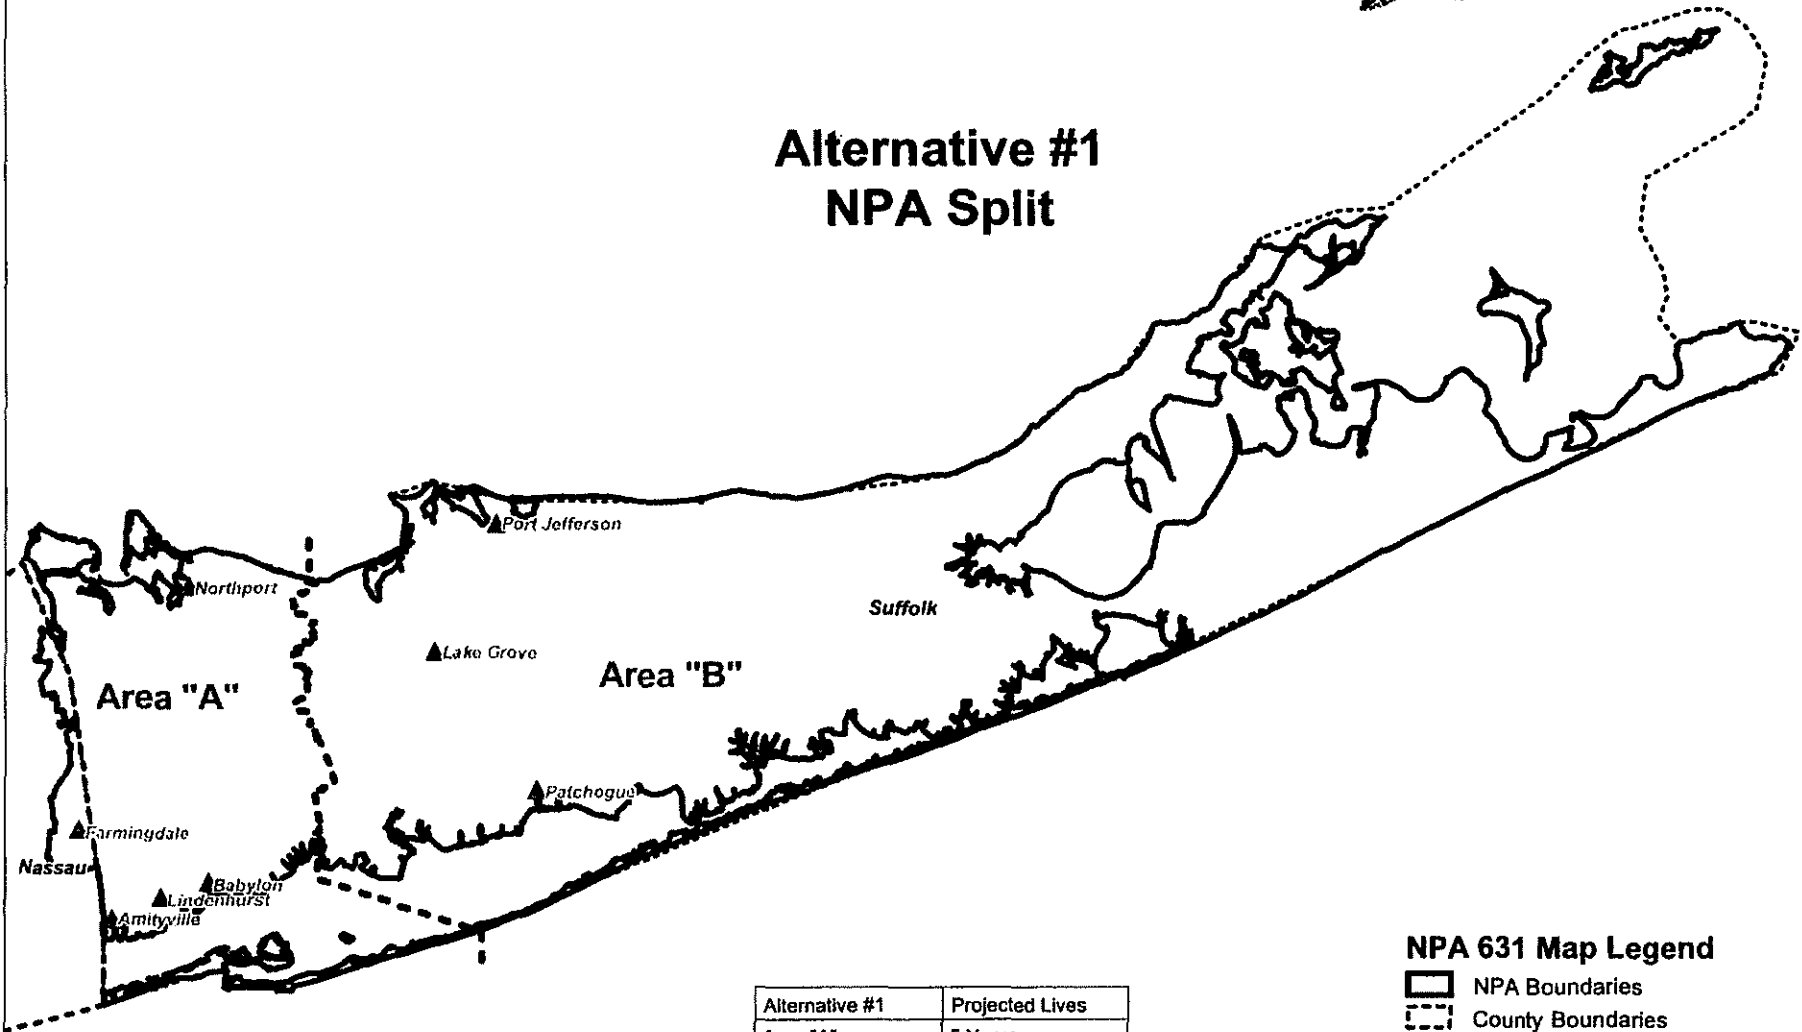 Alternative #1
NPA Split
Port Jefferson
Northport
Suffolk
Lake Grove
Area "B"
Area "A"
Patchogue
Farmingdale
Nassau
Babylon
Lindenhurst
Amityville
NPA 631 Map Legend
NPA Boundaries
County Boundaries
Alternative #1 Projected Lives